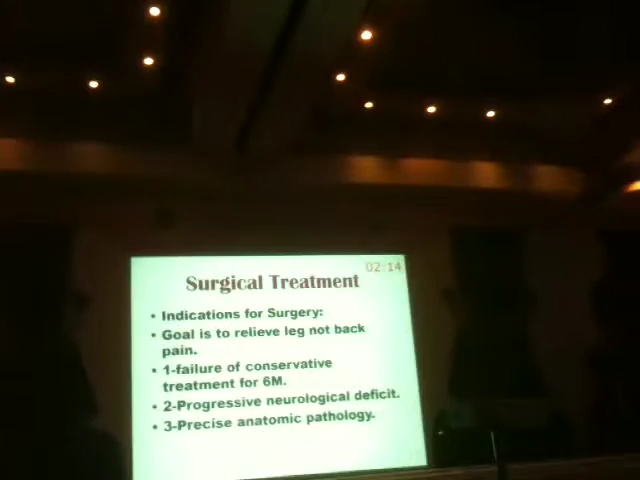 02:14
Surgical Treatment
• Indications for Surgery:
• Goal is to relieve leg not back
pain.
• 1-failure of conservative
treatment for 6M.
• 2-Progressive neurological deficit.
• 3-Precise anatomic pathology.